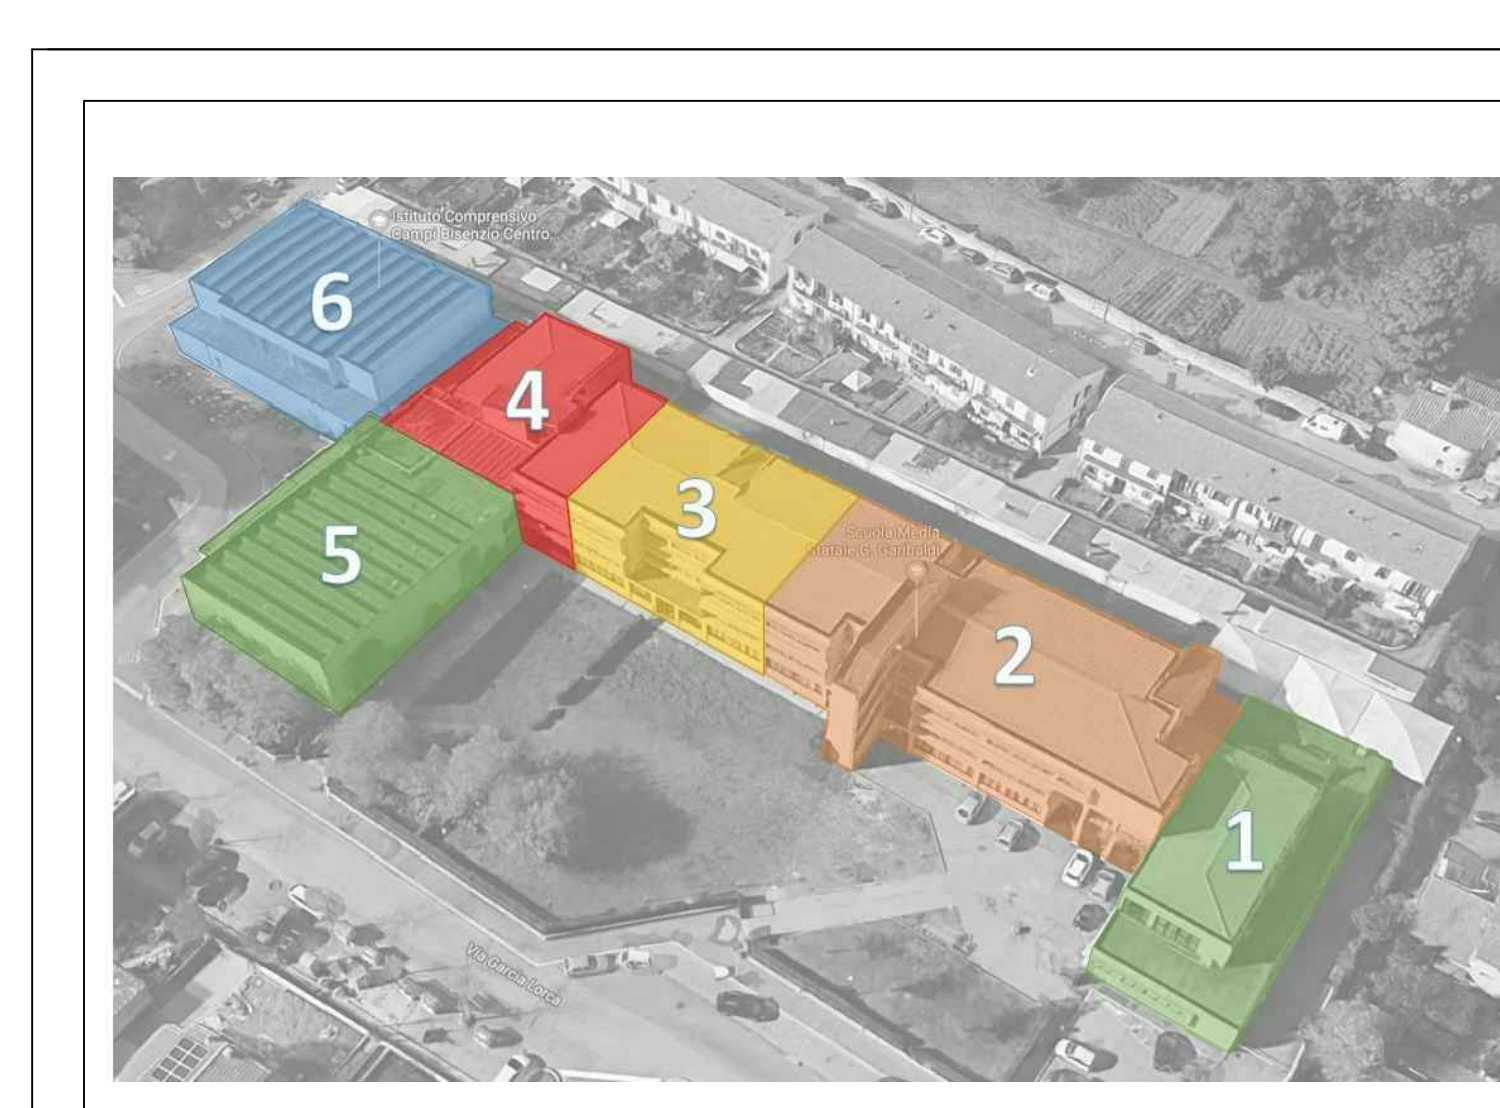 Istituto Comprensivo
Campi Bisenzio Centro...
6
4
3
5
Scuola Media
Statale G. Garibaldi
2
1
Via Garcia Lorca